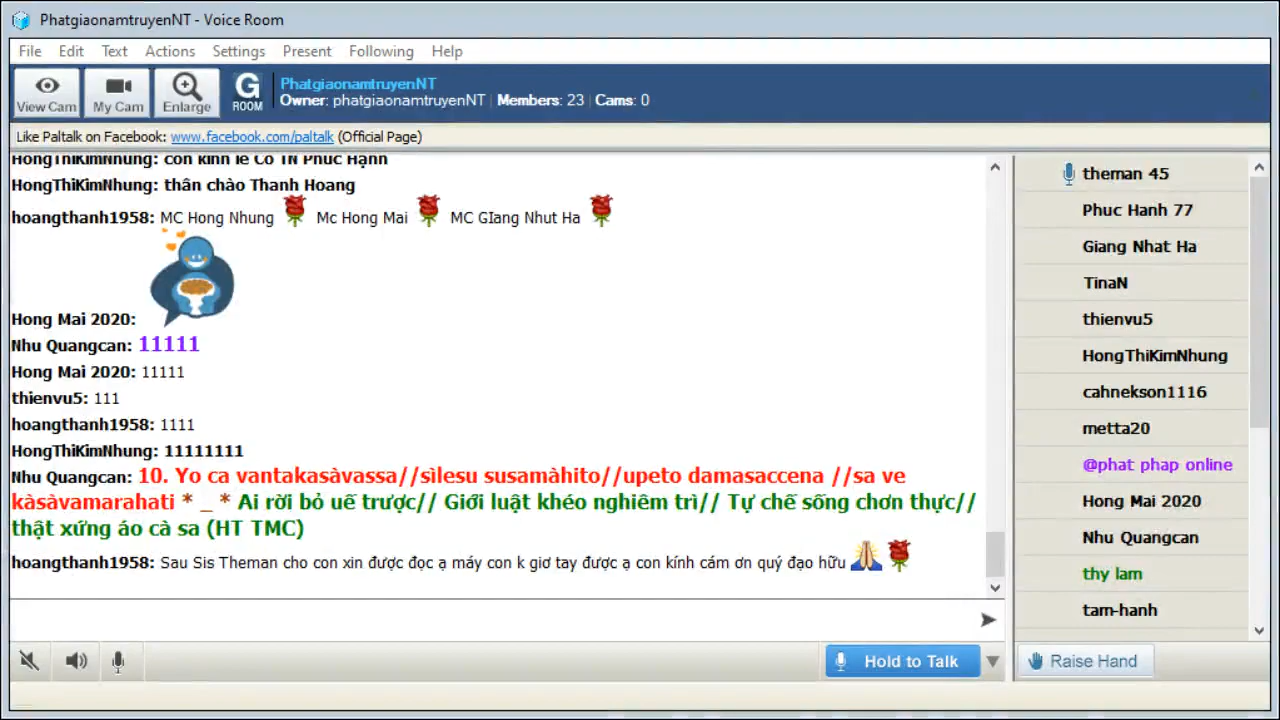 PhatgiaonamtruyenNT - Voice Room
File Edit Text Actions Settings Present Following Help
View Cam My Cam Enlarge G ROOM
PhatgiaonamtruyenNT
Owner: phatgiaonamtruyenNT | Members: 23 | Cams: 0
Like Paltalk on Facebook: www.facebook.com/paltalk (Official Page)
HongThiKimNhung: con kính lễ Cô TN Phúc Hạnh
HongThiKimNhung: thân chào Thanh Hoang
hoangthanh1958: MC Hong Nhung Mc Hong Mai MC GIang Nhut Ha
Hong Mai 2020:
Nhu Quangcan: 11111
Hong Mai 2020: 11111
thienvu5: 111
hoangthanh1958: 1111
HongThiKimNhung: 11111111
Nhu Quangcan: 10. Yo ca vantakasàvassa//sìlesu susamàhito//upeto damasaccena //sa ve
kàsàvamarahati * _ * Ai rời bỏ uế trược// Giới luật khéo nghiêm trì// Tự chế sống chơn thực//
thật xứng áo cà sa (HT TMC)
hoangthanh1958: Sau Sis Theman cho con xin được đọc ạ máy con k giơ tay được ạ con kính cám ơn quý đạo hữu
theman 45
Phuc Hanh 77
Giang Nhat Ha
TinaN
thienvu5
HongThiKimNhung
cahnekson1116
metta20
@phat phap online
Hong Mai 2020
Nhu Quangcan
thy lam
tam-hanh
Hold to Talk
Raise Hand